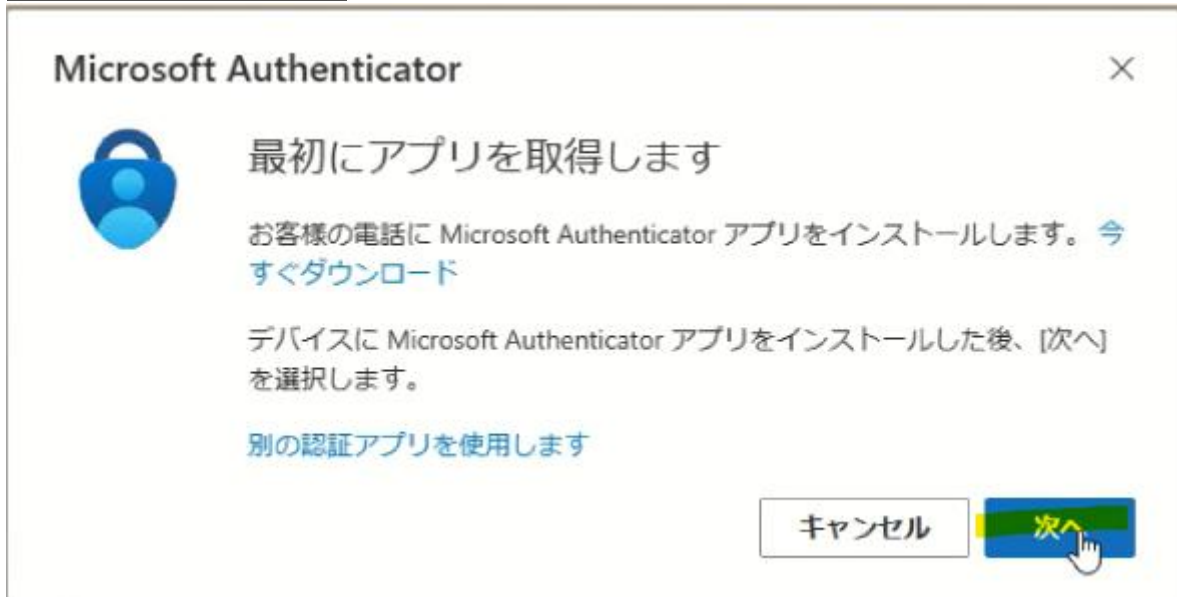 Microsoft Authenticator
最初にアプリを取得します
お客様の電話に Microsoft Authenticator アプリをインストールします。 今
すぐダウンロード
デバイスに Microsoft Authenticator アプリをインストールした後、[次へ]
を選択します。
別の認証アプリを使用します
キャンセル
次へ